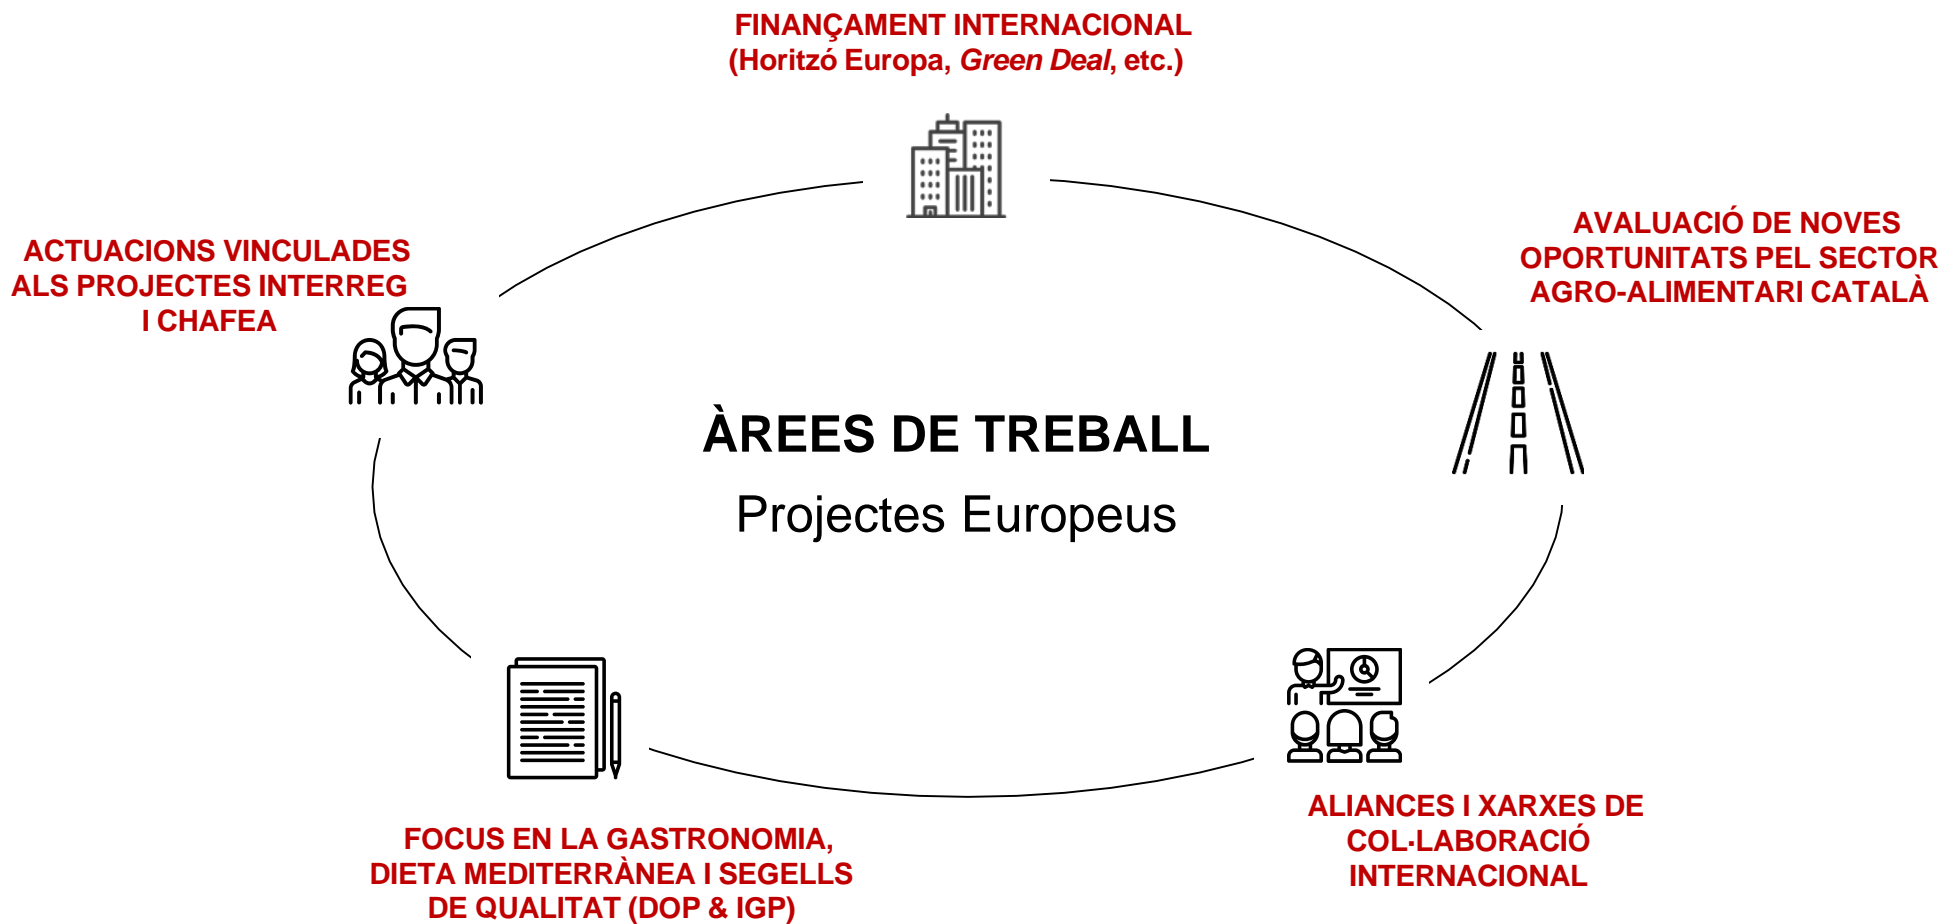 FINANÇAMENT INTERNACIONAL
(Horitzó Europa, Green Deal, etc.)
ACTUACIONS VINCULADES
ALS PROJECTES INTERREG
I CHAFEA
AVALUACIÓ DE NOVES
OPORTUNITATS PEL SECTOR
AGRO-ALIMENTARI CATALÀ
ÀREES DE TREBALL
Projectes Europeus
FOCUS EN LA GASTRONOMIA,
DIETA MEDITERRÀNEA I SEGELLS
DE QUALITAT (DOP & IGP)
ALIANCES I XARXES DE
COL·LABORACIÓ
INTERNACIONAL